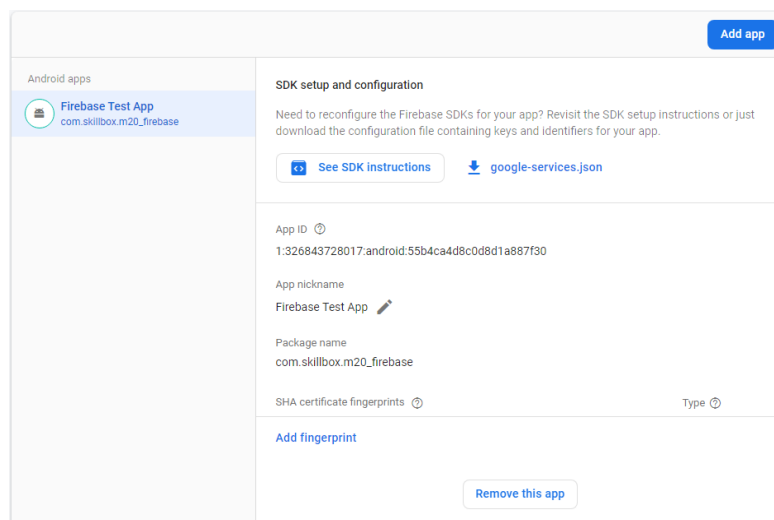 Add app
Android apps
Firebase Test App
com.skillbox.m20_firebase
SDK setup and configuration
Need to reconfigure the Firebase SDKs for your app? Revisit the SDK setup instructions or just
download the configuration file containing keys and identifiers for your app.
See SDK instructions
google-services.json
App ID
1:326843728017:android:55b4ca4d8c0d8d1a887f30
App nickname
Firebase Test App
Package name
com.skillbox.m20_firebase
SHA certificate fingerprints
Type
Add fingerprint
Remove this app